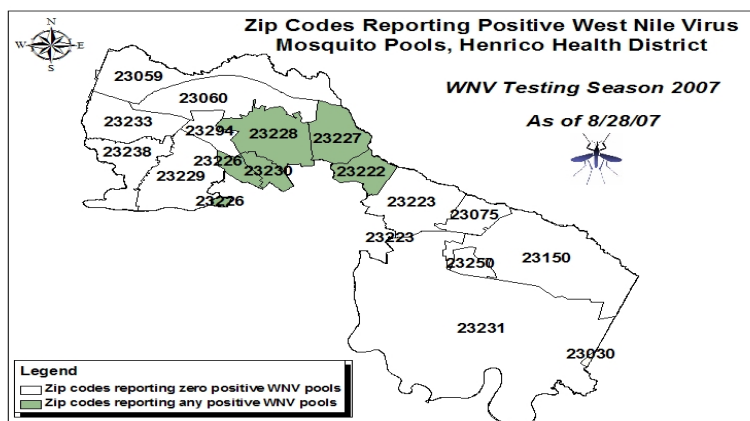 Zip Codes Reporting Positive West Nile Virus
Mosquito Pools, Henrico Health District
N
W E
S
WNV Testing Season 2007
As of 8/28/07
23059
23060
23233
23294
23228
23227
23238
23226
23230
23222
23229
23226
23223
23075
23223
23250
23150
23231
23030
Legend
Zip codes reporting zero positive WNV pools
Zip codes reporting any positive WNV pools